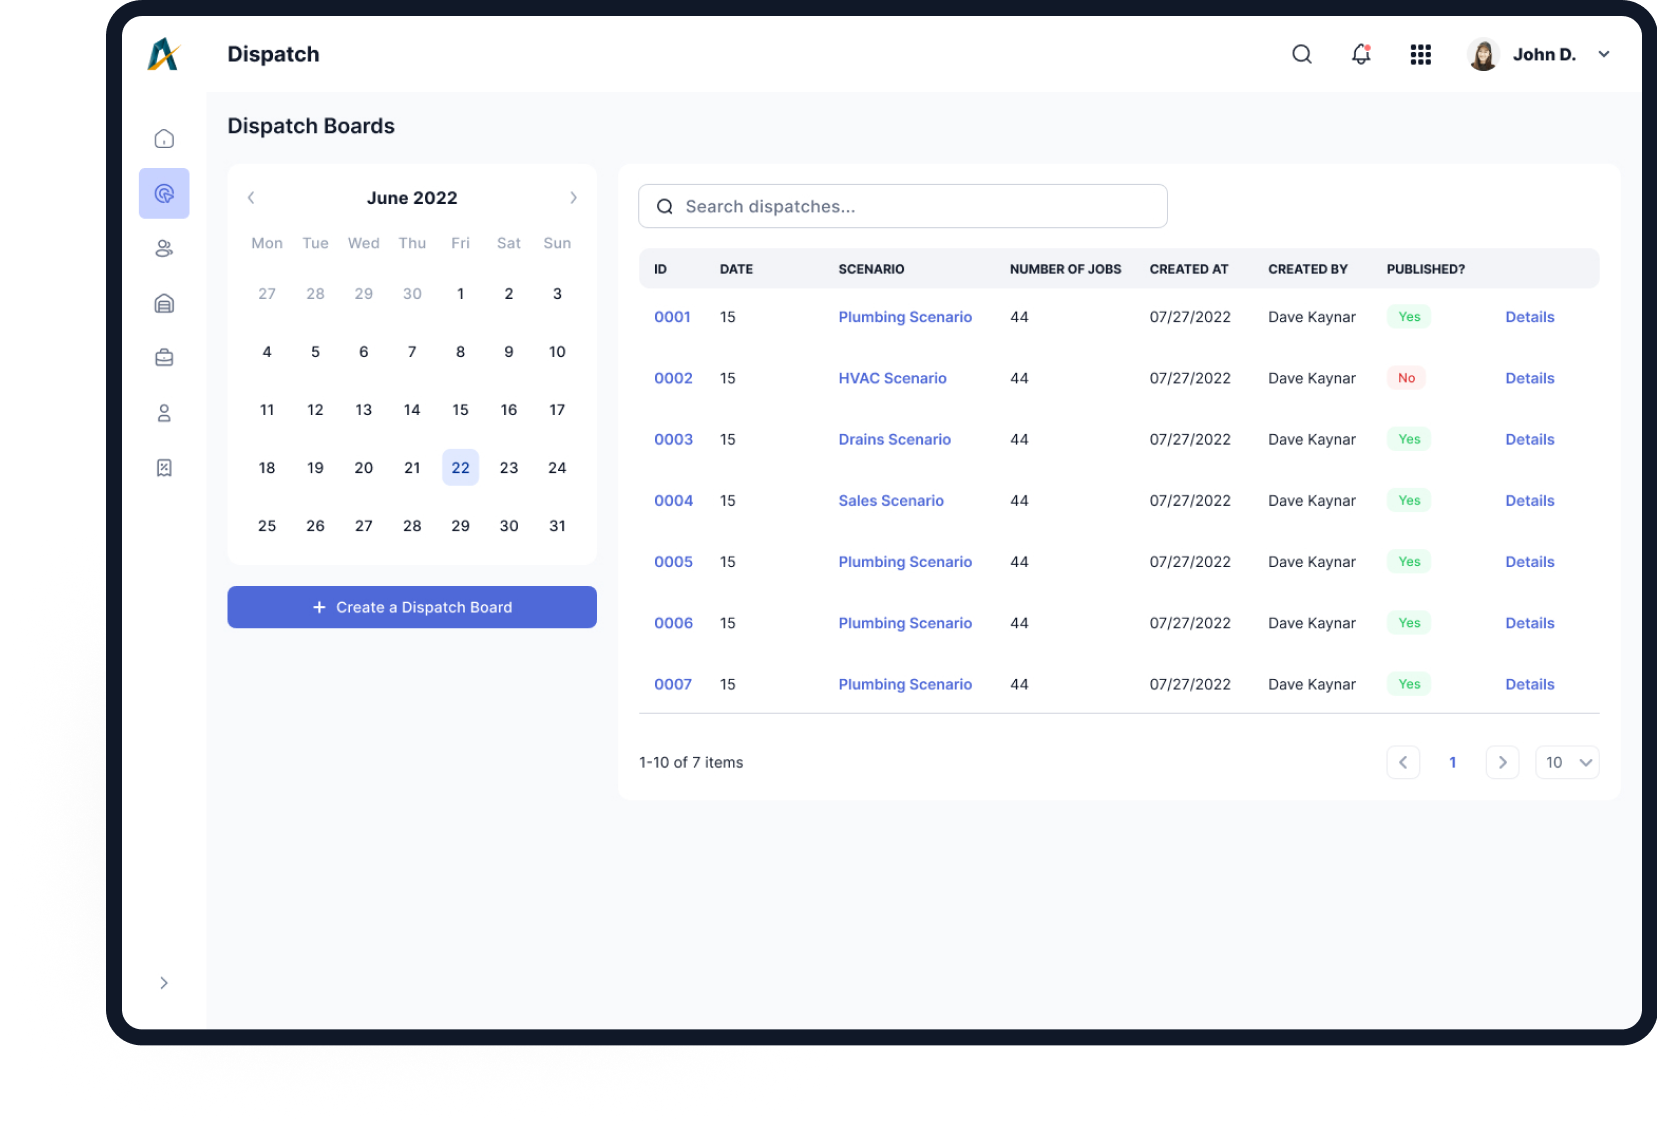 Dispatch
John D.
Dispatch Boards
June 2022
Mon Tue Wed Thu Fri Sat Sun
27 28 29 30 1 2 3
4 5 6 7 8 9 10
11 12 13 14 15 16 17
18 19 20 21 22 23 24
25 26 27 28 29 30 31
+ Create a Dispatch Board
Search dispatches...
ID DATE SCENARIO NUMBER OF JOBS CREATED AT CREATED BY PUBLISHED?
0001 15 Plumbing Scenario 44 07/27/2022 Dave Kaynar Yes Details
0002 15 HVAC Scenario 44 07/27/2022 Dave Kaynar No Details
0003 15 Drains Scenario 44 07/27/2022 Dave Kaynar Yes Details
0004 15 Sales Scenario 44 07/27/2022 Dave Kaynar Yes Details
0005 15 Plumbing Scenario 44 07/27/2022 Dave Kaynar Yes Details
0006 15 Plumbing Scenario 44 07/27/2022 Dave Kaynar Yes Details
0007 15 Plumbing Scenario 44 07/27/2022 Dave Kaynar Yes Details
1-10 of 7 items
1
10